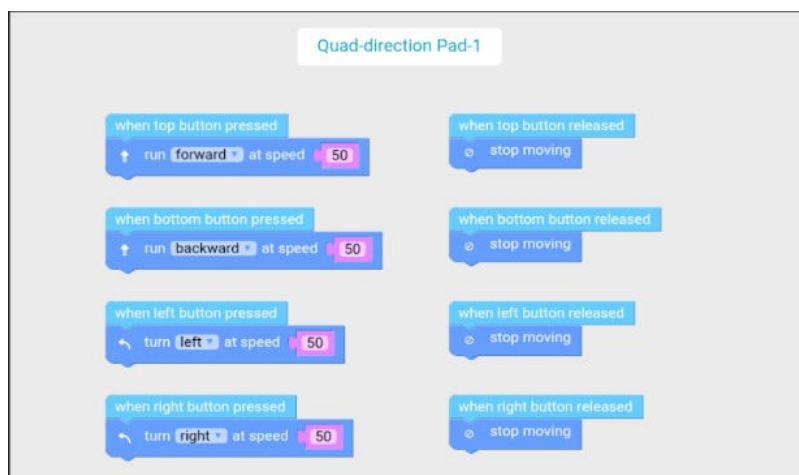 Quad-direction Pad-1
when top button pressed
run forward at speed 50
when top button released
stop moving
when bottom button pressed
run backward at speed 50
when bottom button released
stop moving
when left button pressed
turn left at speed 50
when left button released
stop moving
when right button pressed
turn right at speed 50
when right button released
stop moving